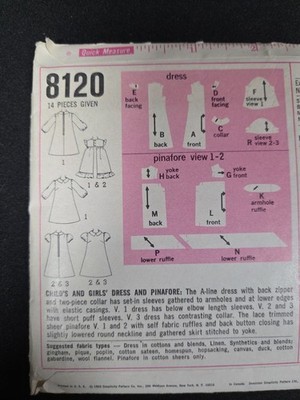 Quick Measure
8120
14 PIECES GIVEN
dress
E
back
facing
D
front
facing
F
sleeve
view 1
B
back
A
front
C
collar
sleeve
R view 2-3
pinafore view 1-2
yoke
H back
yoke
G front
K
armhole
ruffle
M
back
L
front
P
lower ruffle
N
lower ruffle
1
1 & 2
1
2 & 3
2 & 3
CHILD'S AND GIRLS' DRESS AND PINAFORE: The A-line dress with back zipper
and two-piece collar has set-in sleeves gathered to armholes and at lower edges
with elastic casings. V. 1 dress has below elbow length sleeves. V. 2 and 3
have short puff sleeves. V. 3 dress has contrasting collar. The lace trimmed
sheer pinafore V. 1 and 2 with self fabric ruffles and back button closing has
slightly lowered round neckline and gathered skirt stitched to yoke.
Suggested fabric types — Dress in cottons and blends, Linen, Synthetics and blends:
gingham, pique, poplin, cotton sateen, homespun, hopsacking, canvas, duck, cotton
gabardine, wool flannel. Pinafore in cotton sheers only.